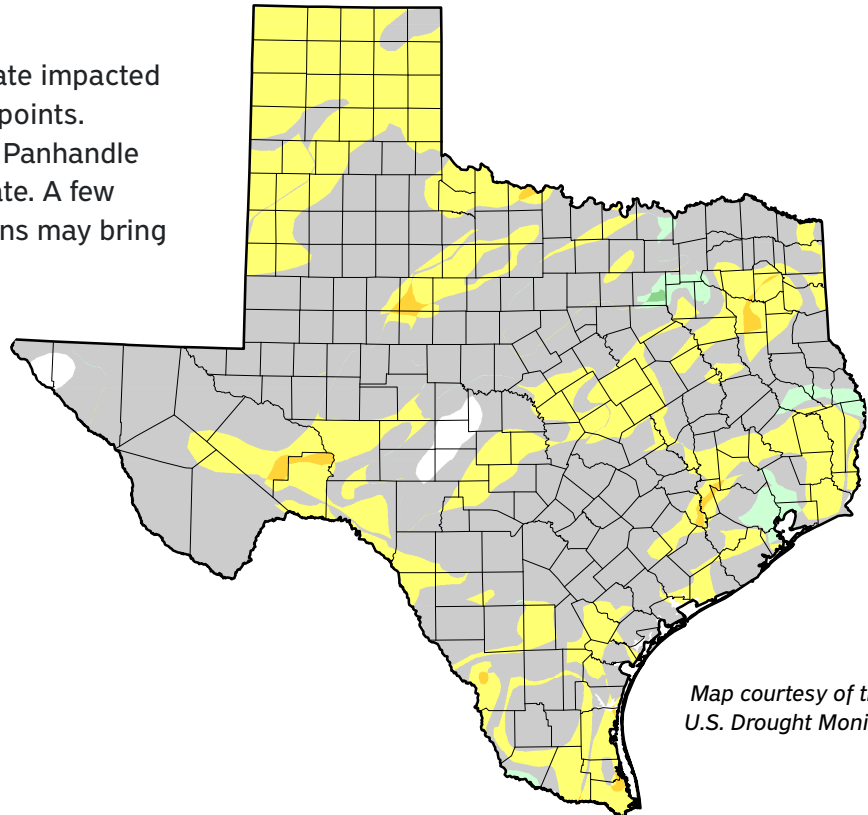 ate impacted
points.
Panhandle
ate. A few
ns may bring
Map courtesy of t
U.S. Drought Moni